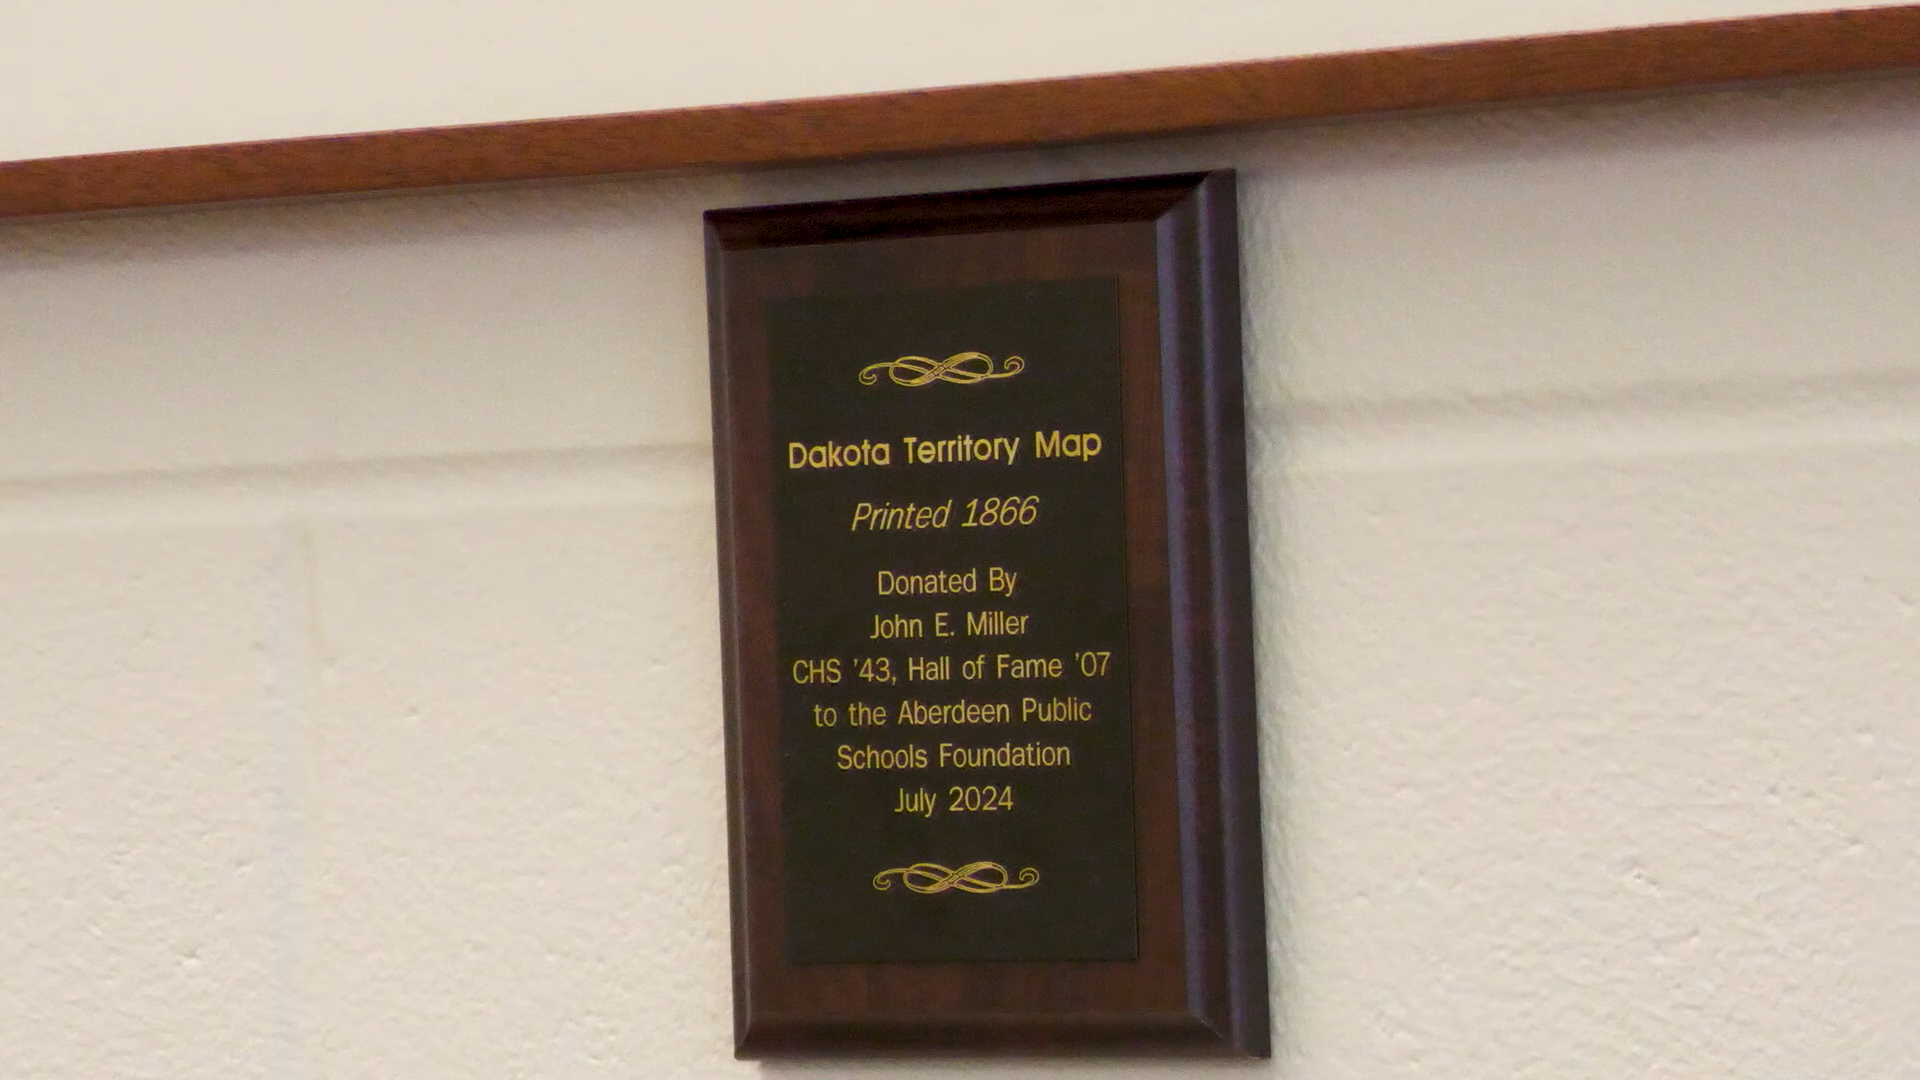 Dakota Territory Map
Printed 1866
Donated By
John E. Miller
CHS '43, Hall of Fame '07
to the Aberdeen Public
Schools Foundation
July 2024